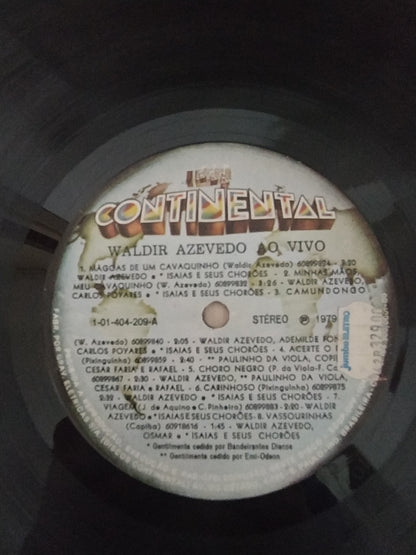 CONTINENTAL
WALDIR AZEVEDO AO VIVO
1. MÁGOAS DE UM CAVAQUINHO (Waldir Azevedo) 60899824 - 3:20
WALDIR AZEVEDO * ISAIAS E SEUS CHORÕES - 2. MINHAS MÃOS,
MEU CAVAQUINHO (W. Azevedo) 60899832 - 3:26 - WALDIR AZEVEDO,
CARLOS POYARES e * ISAIAS E SEUS CHORÕES - 3. CAMUNDONGO
1-01-404-209-A ESTÉREO ℗ 1979
(W. Azevedo) 60899840 - 2:05 - WALDIR AZEVEDO, ADEMILDE FON
CARLOS POYARES e * ISAIAS E SEUS CHORÕES - 4. ACERTE O
(Pixinguinha) 60899859 - 2:40 - ** PAULINHO DA VIOLA, COPI
CESAR FARIA e RAFAEL - 5. CHORO NEGRO (P. da Viola-F. Co
60899867 - 2:30 - WALDIR AZEVEDO, ** PAULINHO DA VIOLA,
CESAR FARIA e RAFAEL - 6. CARINHOSO (Pixinguinha) 60899875
2:32 - WALDIR AZEVEDO e * ISAIAS E SEUS CHORÕES - 7.
VIAGEM (J. de Aquino e C. Pinheiro) 60899883 - 2:20 - WALDIR
AZEVEDO e * ISAIAS E SEUS CHORÕES - 8. VASSOURINHAS
(Capiba) 60918616 - 1:45 - WALDIR AZEVEDO,
OSMAR e * ISAIAS E SEUS CHORÕES
* Gentilmente cedido por Bandeirantes Discos
** Gentilmente cedido por Emi-Odeon